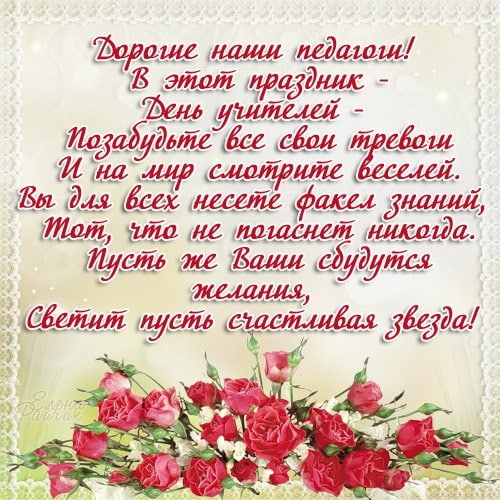 Дорогие наши педагоги!
В этот праздник -
День учителей -
Позабудьте все свои тревоги
И на мир смотрите веселей.
Вы для всех несете факел знаний,
Тот, что не погаснет никогда.
Пусть же Ваши сбудутся
желания,
Светит пусть счастливая звезда!